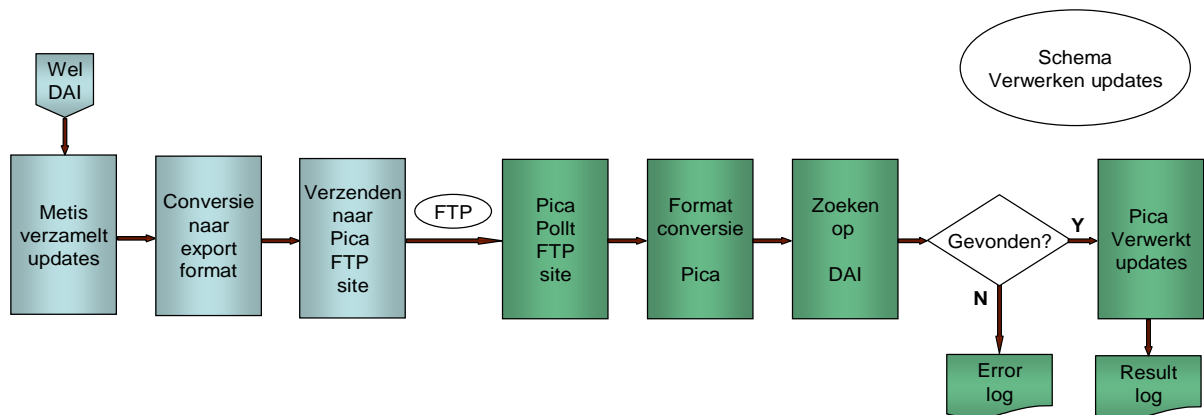 Schema
Verwerken updates
Wel
DAI
Metis
verzamelt
updates
Conversie
naar
export
format
Verzenden
naar
Pica
FTP
site
FTP
Pica
Pollt
FTP
site
Format
conversie
Pica
Zoeken
op
DAI
Gevonden?
Y
N
Pica
Verwerkt
updates
Error
log
Result
log